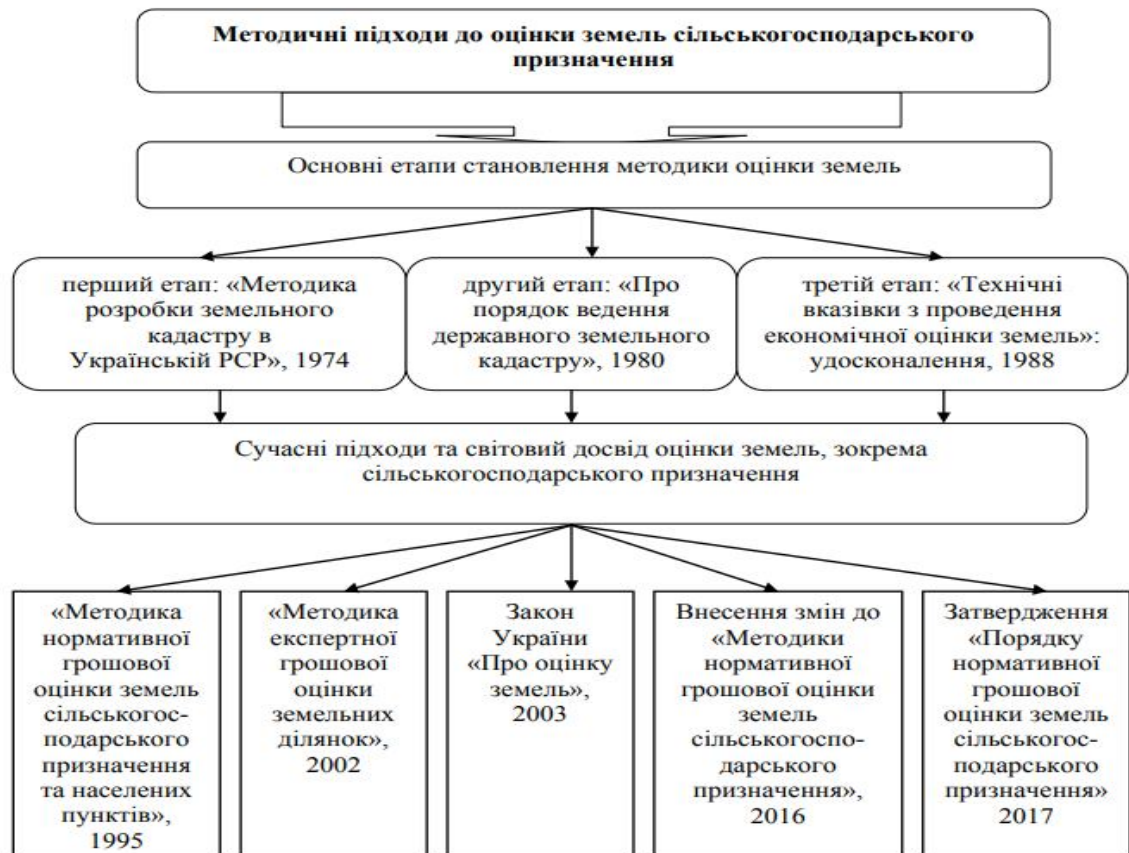 Методичні підходи до оцінки земель сільськогосподарського
призначення
Основні етапи становлення методики оцінки земель
перший етап: «Методика
розробки земельного
кадастру в
Українській РСР», 1974
другий етап: «Про
порядок ведення
державного земельного
кадастру», 1980
третій етап: «Технічні
вказівки з проведення
економічної оцінки земель»:
удосконалення, 1988
Сучасні підходи та світовий досвід оцінки земель, зокрема
сільськогосподарського призначення
«Методика
нормативної
грошової
оцінки земель
сільськогос-
подарського
призначення
та населених
пунктів»,
1995
«Методика
експертної
грошової
оцінки
земельних
ділянок»,
2002
Закон
України
«Про оцінку
земель»,
2003
Внесення змін до
«Методики
нормативної
грошової оцінки
земель
сільськогоспо-
дарського
призначення»,
2016
Затвердження
«Порядку
нормативної
грошової
оцінки земель
сільськогос-
подарського
призначення»
2017